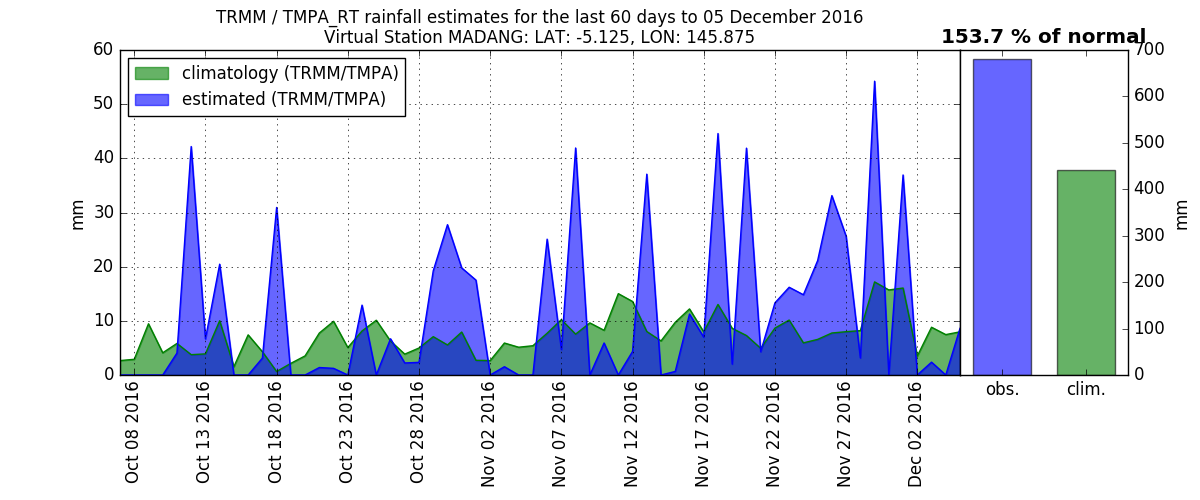 TRMM / TMPA_RT rainfall estimates for the last 60 days to 05 December 2016
Virtual Station MADANG: LAT: -5.125, LON: 145.875
153.7 % of normal
climatology (TRMM/TMPA)
estimated (TRMM/TMPA)
60
50
40
30
20
10
0
mm
700
600
500
400
300
200
100
0
mm
Oct 08 2016
Oct 13 2016
Oct 18 2016
Oct 23 2016
Oct 28 2016
Nov 02 2016
Nov 07 2016
Nov 12 2016
Nov 17 2016
Nov 22 2016
Nov 27 2016
Dec 02 2016
obs.
clim.